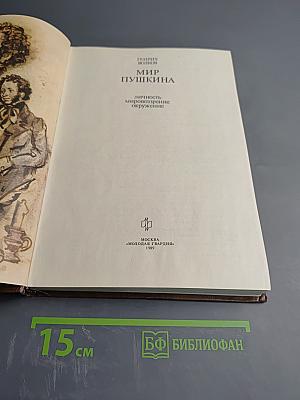 ГЕНРИХ
ВОЛКОВ
МИР
ПУШКИНА
личность
мировоззрение
окружение
МОСКВА
«МОЛОДАЯ ГВАРДИЯ»
1989
15 см
БФ БИБЛИОФАН